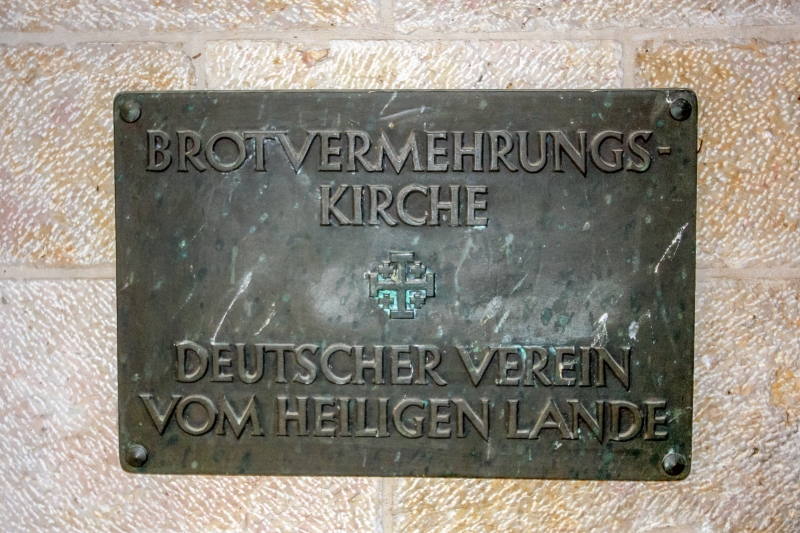 BROTVERMEHRUNGS-
KIRCHE
DEUTSCHER VEREIN
VOM HEILIGEN LANDE